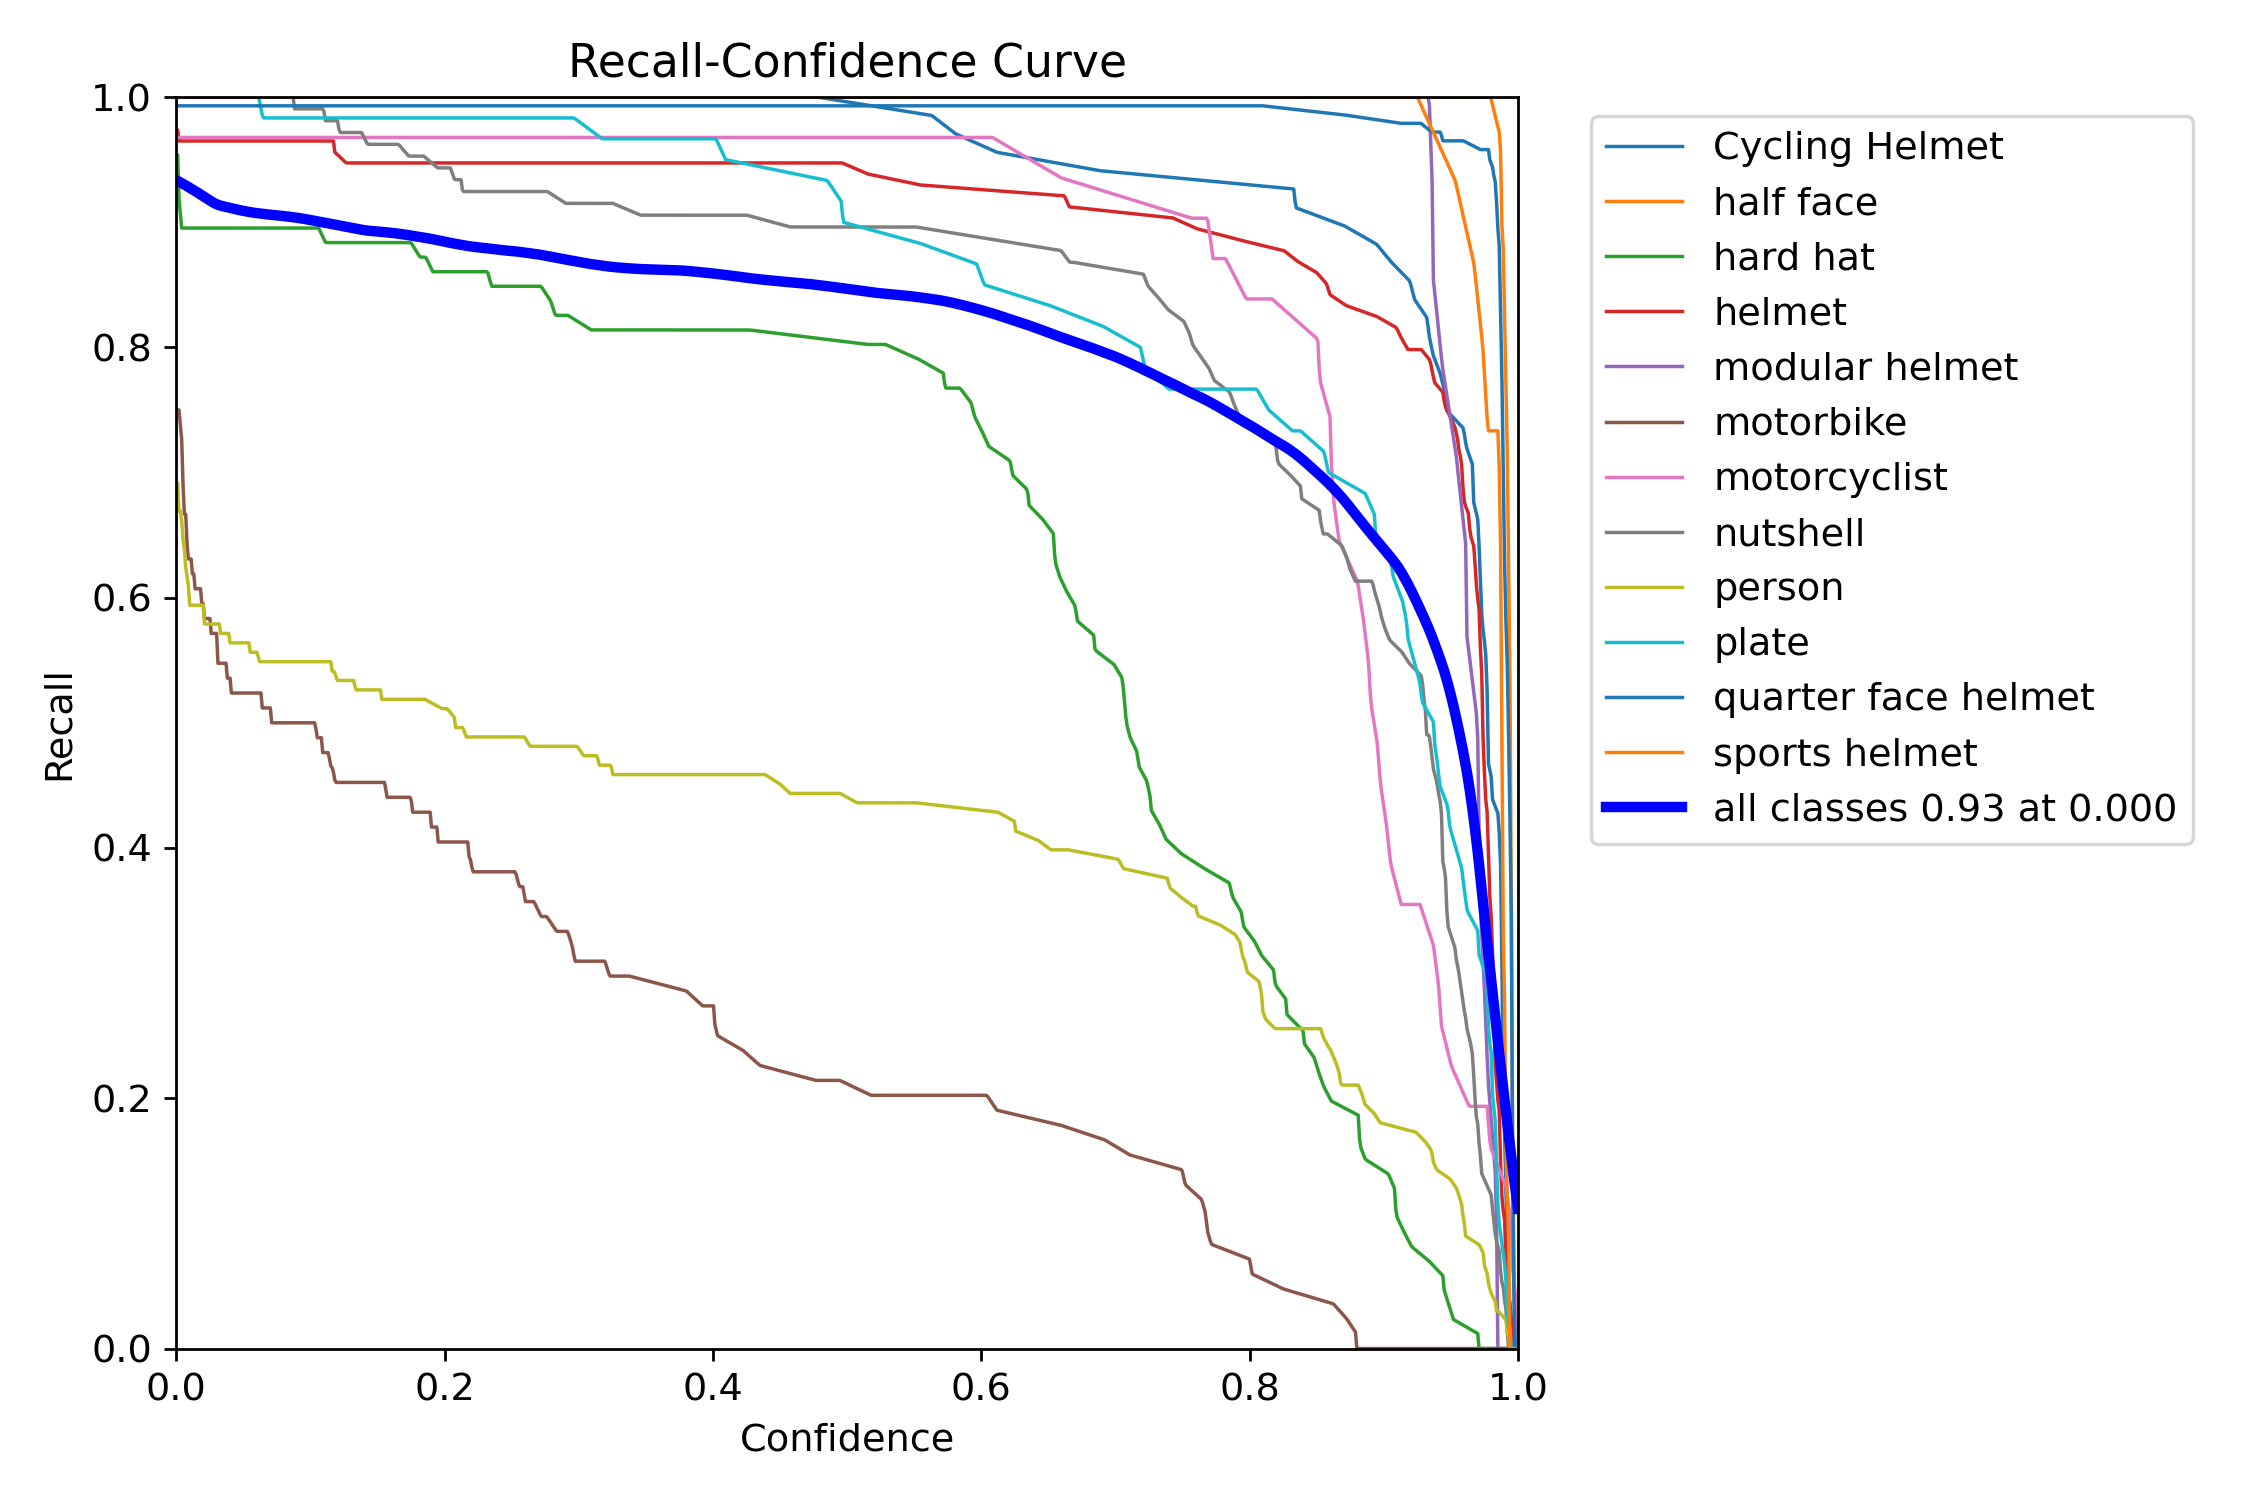 Recall-Confidence Curve
1.0
0.8
0.6
0.4
0.2
0.0
Recall
0.0 0.2 0.4 0.6 0.8 1.0
Confidence
Cycling Helmet
half face
hard hat
helmet
modular helmet
motorbike
motorcyclist
nutshell
person
plate
quarter face helmet
sports helmet
all classes 0.93 at 0.000